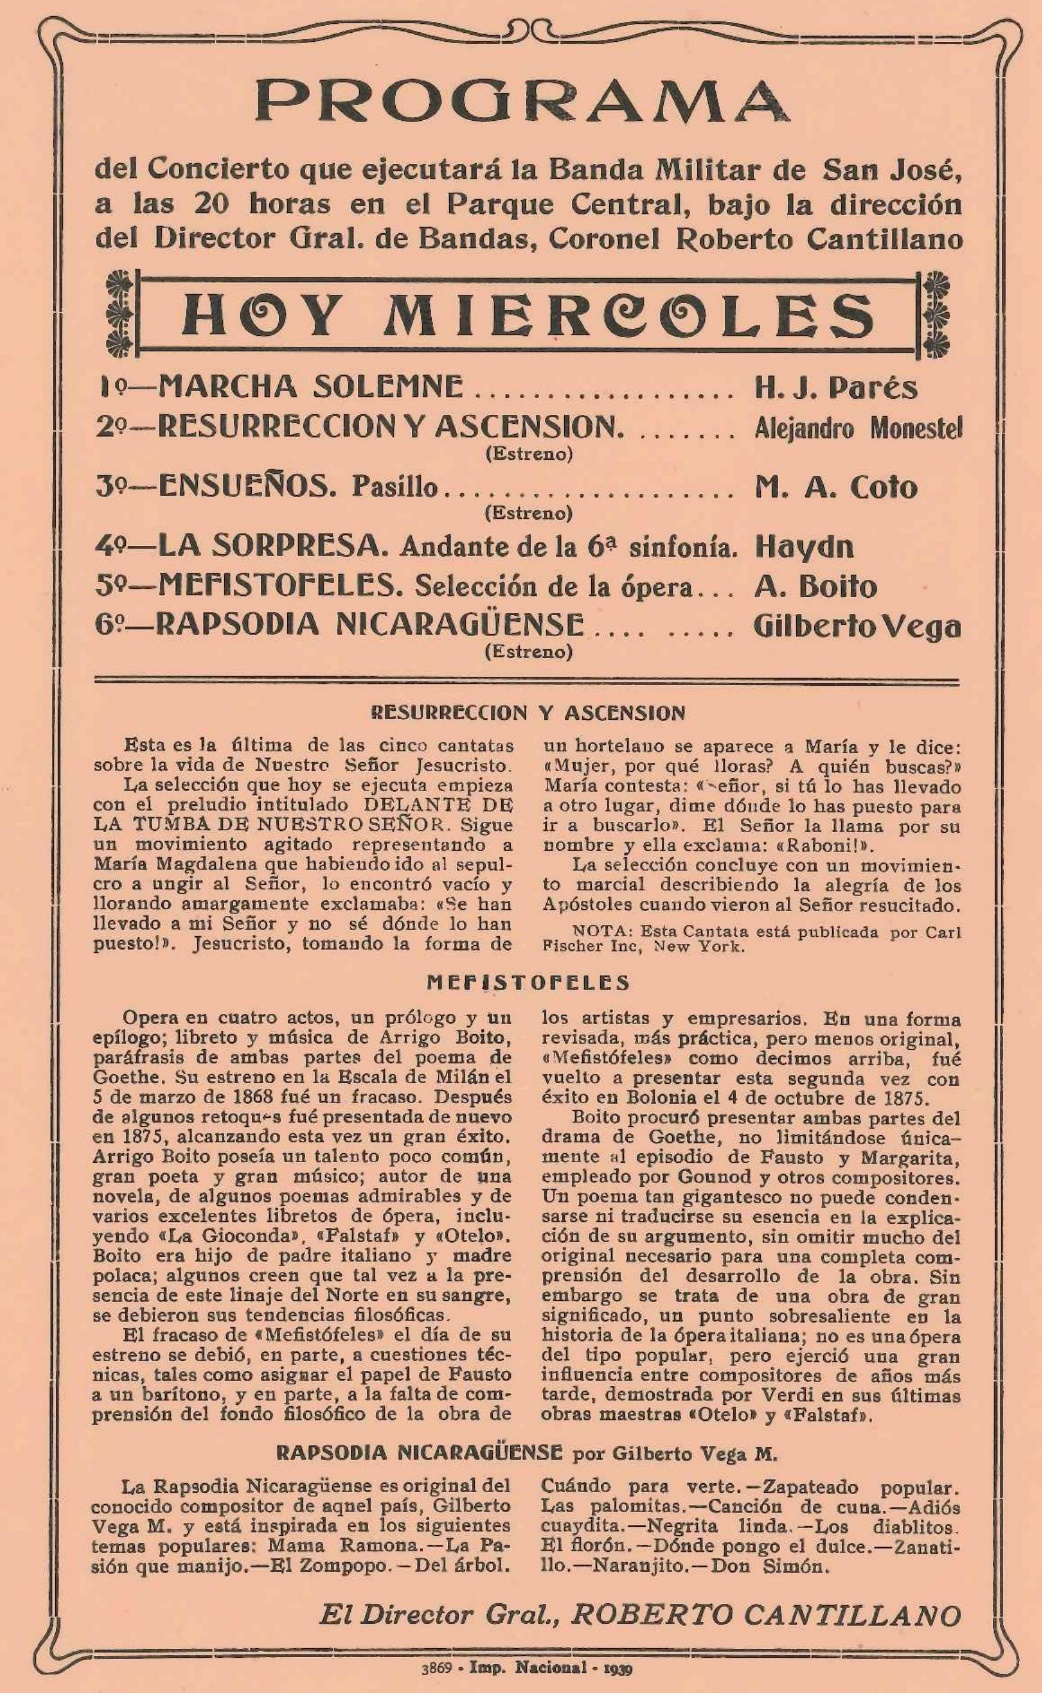 PROGRAMA
del Concierto que ejecutará la Banda Militar de San José,
a las 20 horas en el Parque Central, bajo la dirección
del Director Gral. de Bandas, Coronel Roberto Cantillano
HOY MIERCOLES
1º—MARCHA SOLEMNE .................. H. J. Parés
2º—RESURRECCION Y ASCENSION. ....... Alejandro Monestel
(Estreno)
3º—ENSUEÑOS. Pasillo.................... M. A. Coto
(Estreno)
4º—LA SORPRESA. Andante de la 6ª sinfonía. Haydn
5º—MEFISTOFELES. Selección de la ópera... A. Boito
6º—RAPSODIA NICARAGÜENSE .... ..... Gilberto Vega
(Estreno)
RESURRECCION Y ASCENSION
Esta es la última de las cinco cantatas
sobre la vida de Nuestro Señor Jesucristo.
La selección que hoy se ejecuta empieza
con el preludio intitulado DELANTE DE
LA TUMBA DE NUESTRO SEÑOR. Sigue
un movimiento agitado representando a
María Magdalena que habiendo ido al sepul-
cro a ungir al Señor, lo encontró vacío y
llorando amargamente exclamaba: «Se han
llevado a mi Señor y no sé dónde lo han
puesto!». Jesucristo, tomando la forma de
un hortelano se aparece a María y le dice:
«Mujer, por qué lloras? A quién buscas?»
María contesta: «Señor, si tú lo has llevado
a otro lugar, dime dónde lo has puesto para
ir a buscarlo». El Señor la llama por su
nombre y ella exclama: «Raboni!».
La selección concluye con un movimien-
to marcial describiendo la alegría de los
Apóstoles cuando vieron al Señor resucitado.
NOTA: Esta Cantata está publicada por Carl
Fischer Inc, New York.
MEFISTOFELES
Opera en cuatro actos, un prólogo y un
epílogo; libreto y música de Arrigo Boito,
paráfrasis de ambas partes del poema de
Goethe. Su estreno en la Escala de Milán el
5 de marzo de 1868 fué un fracaso. Después
de algunos retoques fué presentada de nuevo
en 1875, alcanzando esta vez un gran éxito.
Arrigo Boito poseía un talento poco común,
gran poeta y gran músico; autor de una
novela, de algunos poemas admirables y de
varios excelentes libretos de ópera, inclu-
yendo «La Gioconda», «Falstaf» y «Otelo».
Boito era hijo de padre italiano y madre
polaca; algunos creen que tal vez a la pre-
sencia de este linaje del Norte en su sangre,
se debieron sus tendencias filosóficas.
El fracaso de «Mefistófeles» el día de su
estreno se debió, en parte, a cuestiones téc-
nicas, tales como asignar el papel de Fausto
a un barítono, y en parte, a la falta de com-
prensión del fondo filosófico de la obra de
los artistas y empresarios. En una forma
revisada, más práctica, pero menos original,
«Mefistófeles» como decimos arriba, fué
vuelto a presentar esta segunda vez con
éxito en Bolonia el 4 de octubre de 1875.
Boito procuró presentar ambas partes del
drama de Goethe, no limitándose única-
mente al episodio de Fausto y Margarita,
empleado por Gounod y otros compositores.
Un poema tan gigantesco no puede conden-
sarse ni traducirse su esencia en la explica-
ción de su argumento, sin omitir mucho del
original necesario para una completa com-
prensión del desarrollo de la obra. Sin
embargo se trata de una obra de gran
significado, un punto sobresaliente en la
historia de la ópera italiana; no es una ópera
del tipo popular, pero ejerció una gran
influencia entre compositores de años más
tarde, demostrada por Verdi en sus últimas
obras maestras «Otelo» y «Falstaf».
RAPSODIA NICARAGÜENSE por Gilberto Vega M.
La Rapsodia Nicaragüense es original del
conocido compositor de aqnel país, Gilberto
Vega M. y está inspirada en los siguientes
temas populares: Mama Ramona.—La Pa-
sión que manijo.—El Zompopo.—Del árbol.
Cuándo para verte.—Zapateado popular.
Las palomitas.—Canción de cuna.—Adiós
cuaydita.—Negrita linda.—Los diablitos.
El florón.—Dónde pongo el dulce.—Zanati-
llo.—Naranjito.—Don Simón.
El Director Gral., ROBERTO CANTILLANO
3869 - Imp. Nacional - 1939